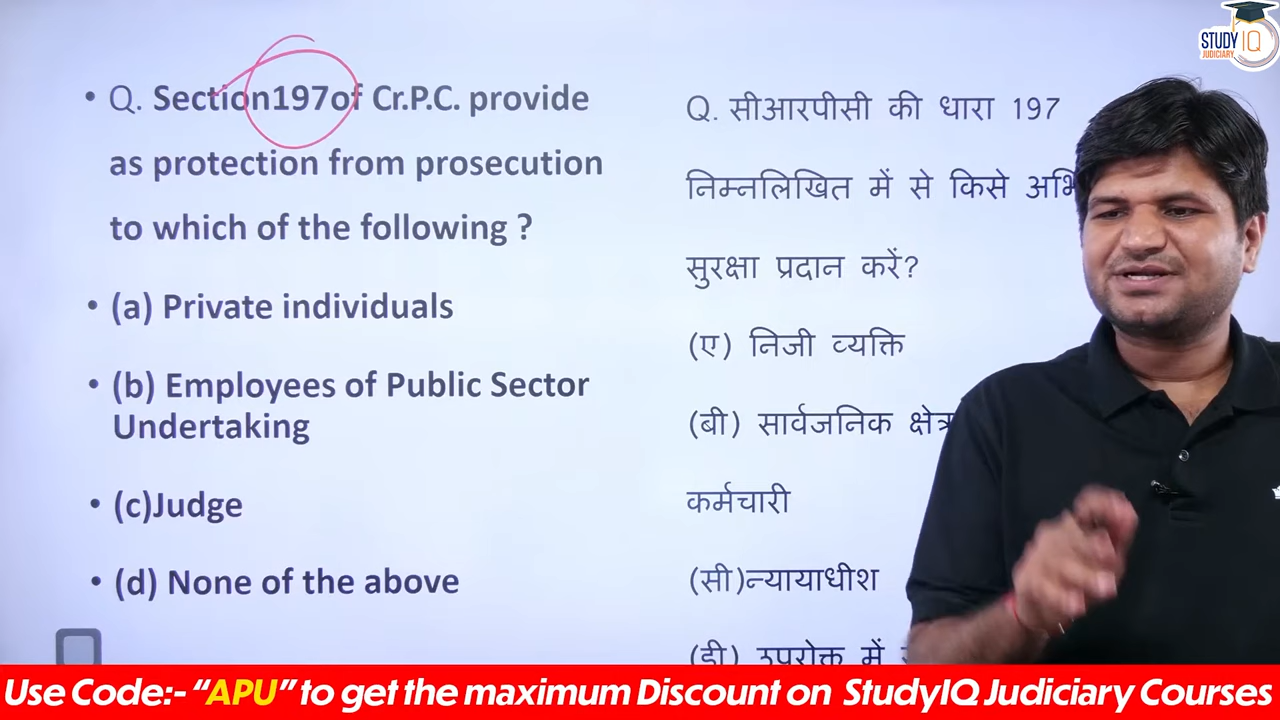 STUDY IQ
JUDICIARY
• Q. Section197of Cr.P.C. provide
as protection from prosecution
to which of the following ?
• (a) Private individuals
• (b) Employees of Public Sector
Undertaking
• (c)Judge
• (d) None of the above
Q. सीआरपीसी की धारा 197
निम्नलिखित में से किसे
सुरक्षा प्रदान करें?
(ए) निजी व्यक्ति
(बी) सार्वजनिक क्षेत्र
कर्मचारी
(सी)न्यायाधीश
(डी) उपरोक्त में
Use Code:- “APU” to get the maximum Discount on StudyIQ Judiciary Courses